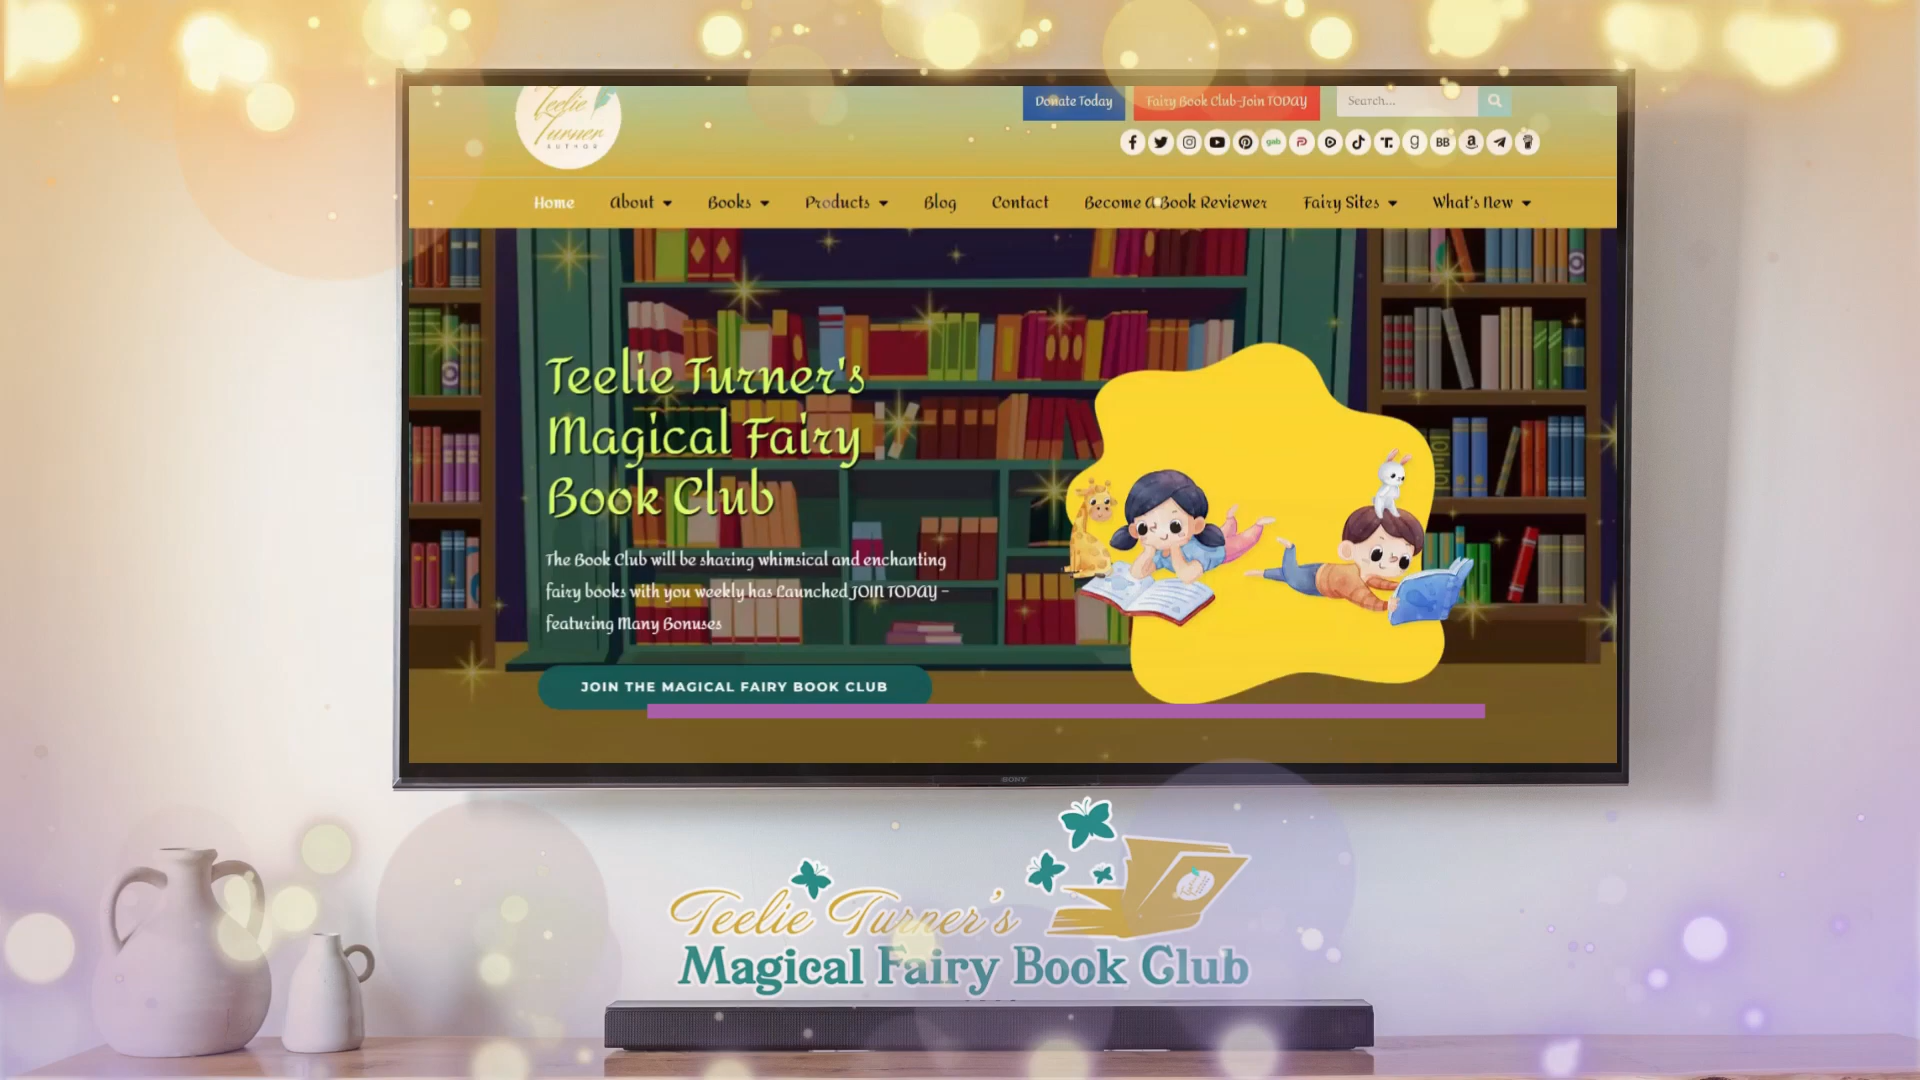 Teelie
Turner
AUTHOR
Donate Today
Fairy Book Club-Join TODAY
Search...
gab
g
BB
a
Home
About
Books
Products
Blog
Contact
Become A Book Reviewer
Fairy Sites
What's New
Teelie Turner's
Magical Fairy
Book Club
The Book Club will be sharing whimsical and enchanting
fairy books with you weekly has Launched JOIN TODAY –
featuring Many Bonuses
JOIN THE MAGICAL FAIRY BOOK CLUB
SONY
Teelie Turner's
Magical Fairy Book Club